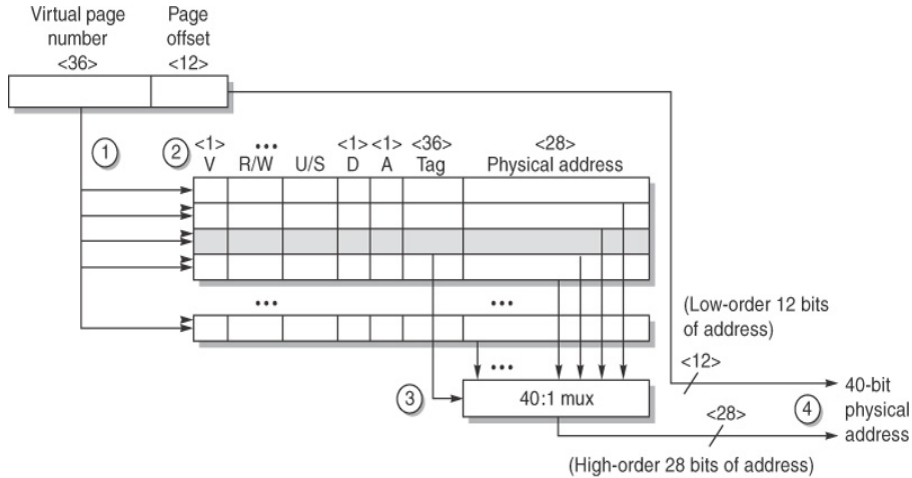 Virtual page
number
<36>
Page
offset
<12>
1
2
<1> ... <1> <1> <36> <28>
V R/W U/S D A Tag Physical address
... ...
(Low-order 12 bits
of address)
...
<12>
3
40:1 mux
<28>
4
40-bit
physical
address
(High-order 28 bits of address)